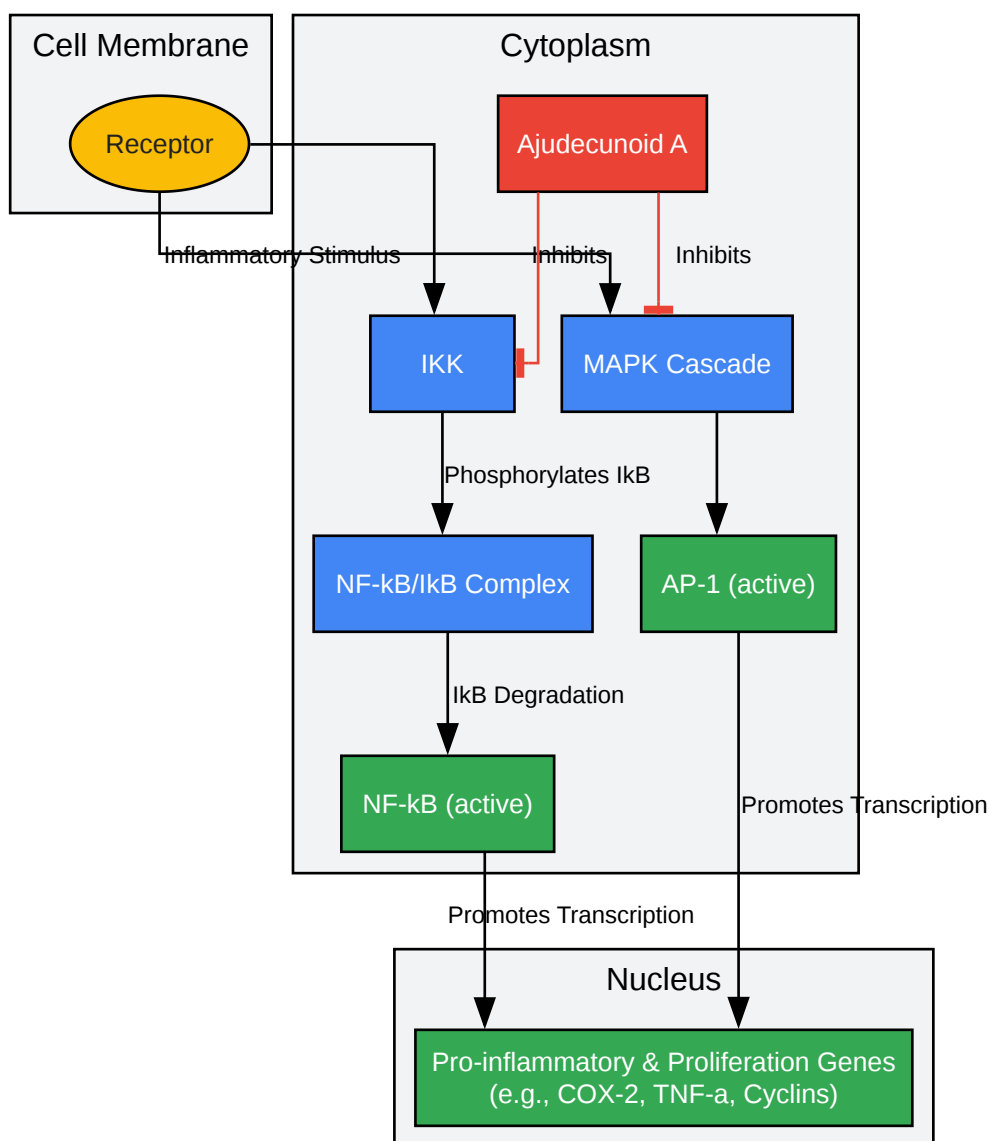 Cell Membrane
Cytoplasm
Receptor
Ajudecunoid A
Inflammatory Stimulus
Inhibits
Inhibits
IKK
MAPK Cascade
Phosphorylates IkB
NF-kB/IkB Complex
AP-1 (active)
IkB Degradation
NF-kB (active)
Promotes Transcription
Promotes Transcription
Nucleus
Pro-inflammatory & Proliferation Genes
(e.g., COX-2, TNF-a, Cyclins)